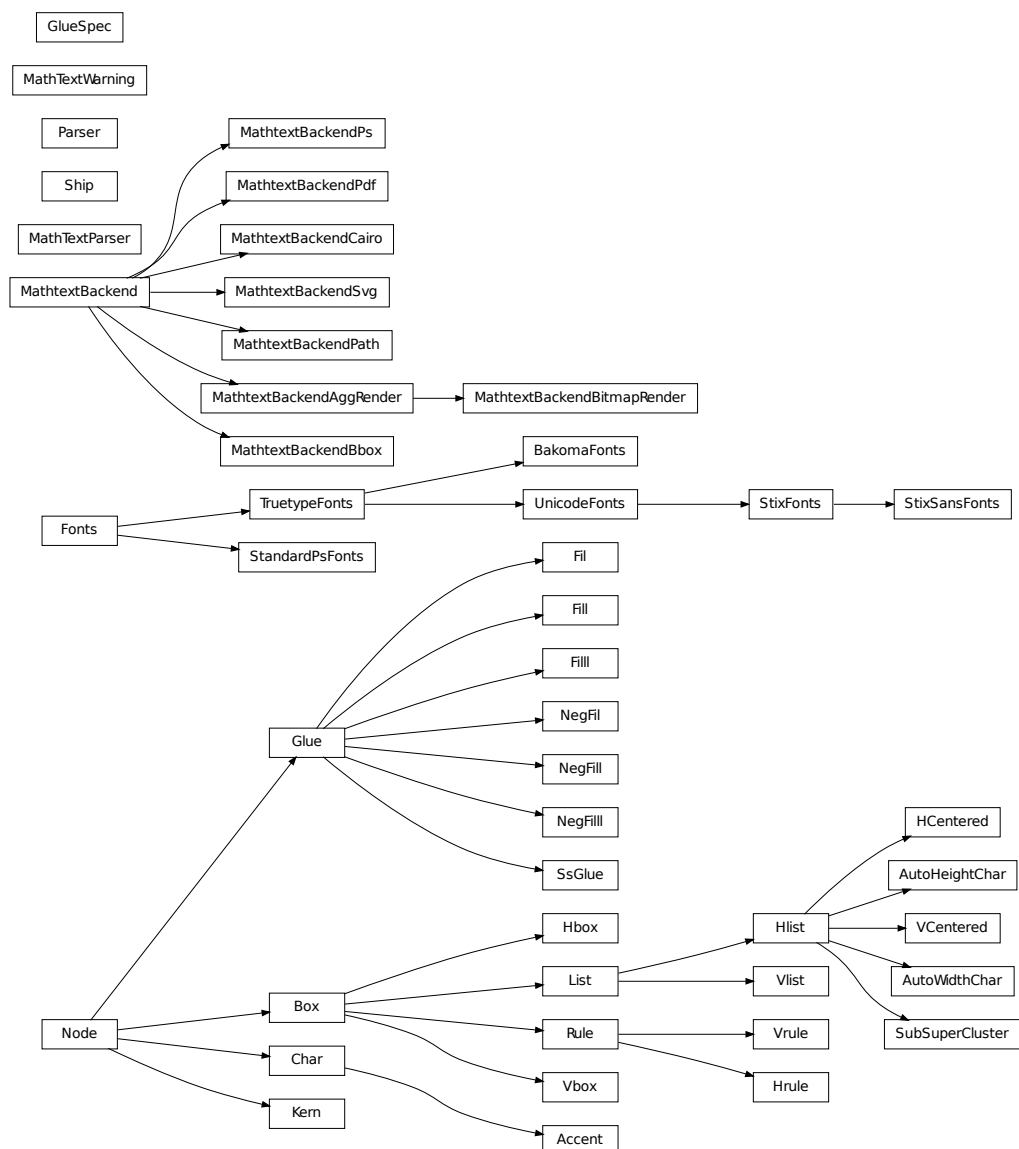 GlueSpec
MathTextWarning
Parser
MathtextBackendPs
Ship
MathtextBackendPdf
MathTextParser
MathtextBackendCairo
MathtextBackend
MathtextBackendSvg
MathtextBackendPath
MathtextBackendAggRender
MathtextBackendBitmapRender
MathtextBackendBbox
BakomaFonts
Fonts
TruetypeFonts
UnicodeFonts
StixFonts
StixSansFonts
StandardPsFonts
Fil
Fill
Filll
NegFil
Glue
NegFill
NegFilll
HCentered
SsGlue
AutoHeightChar
Hbox
Hlist
VCentered
List
Vlist
AutoWidthChar
Node
Box
Rule
Vrule
SubSuperCluster
Char
Vbox
Hrule
Kern
Accent